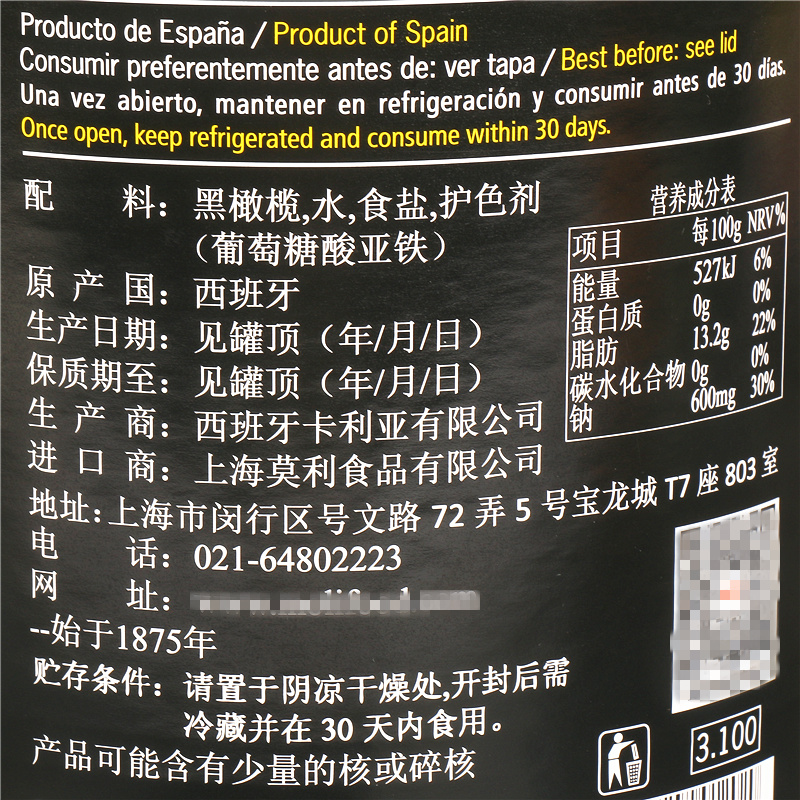 Producto de España / Product of Spain
Consumir preferentemente antes de: ver tapa / Best before: see lid
Una vez abierto, mantener en refrigeración y consumir antes de 30 días.
Once open, keep refrigerated and consume within 30 days.
配料：黑橄榄,水,食盐,护色剂
（葡萄糖酸亚铁）
原产国：西班牙
生产日期：见罐顶（年/月/日）
保质期至：见罐顶（年/月/日）
生产商：西班牙卡利亚有限公司
进口商：上海莫利食品有限公司
地址：上海市闵行区号文路 72 弄 5 号宝龙城 T7 座 803 室
电话：021-64802223
网址：
--始于1875年
贮存条件：请置于阴凉干燥处,开封后需
冷藏并在 30 天内食用。
产品可能含有少量的核或碎核
营养成分表
项目 每100g NRV%
能量 527kJ 6%
蛋白质 0g 0%
脂肪 13.2g 22%
碳水化合物 0g 0%
钠 600mg 30%
3.100